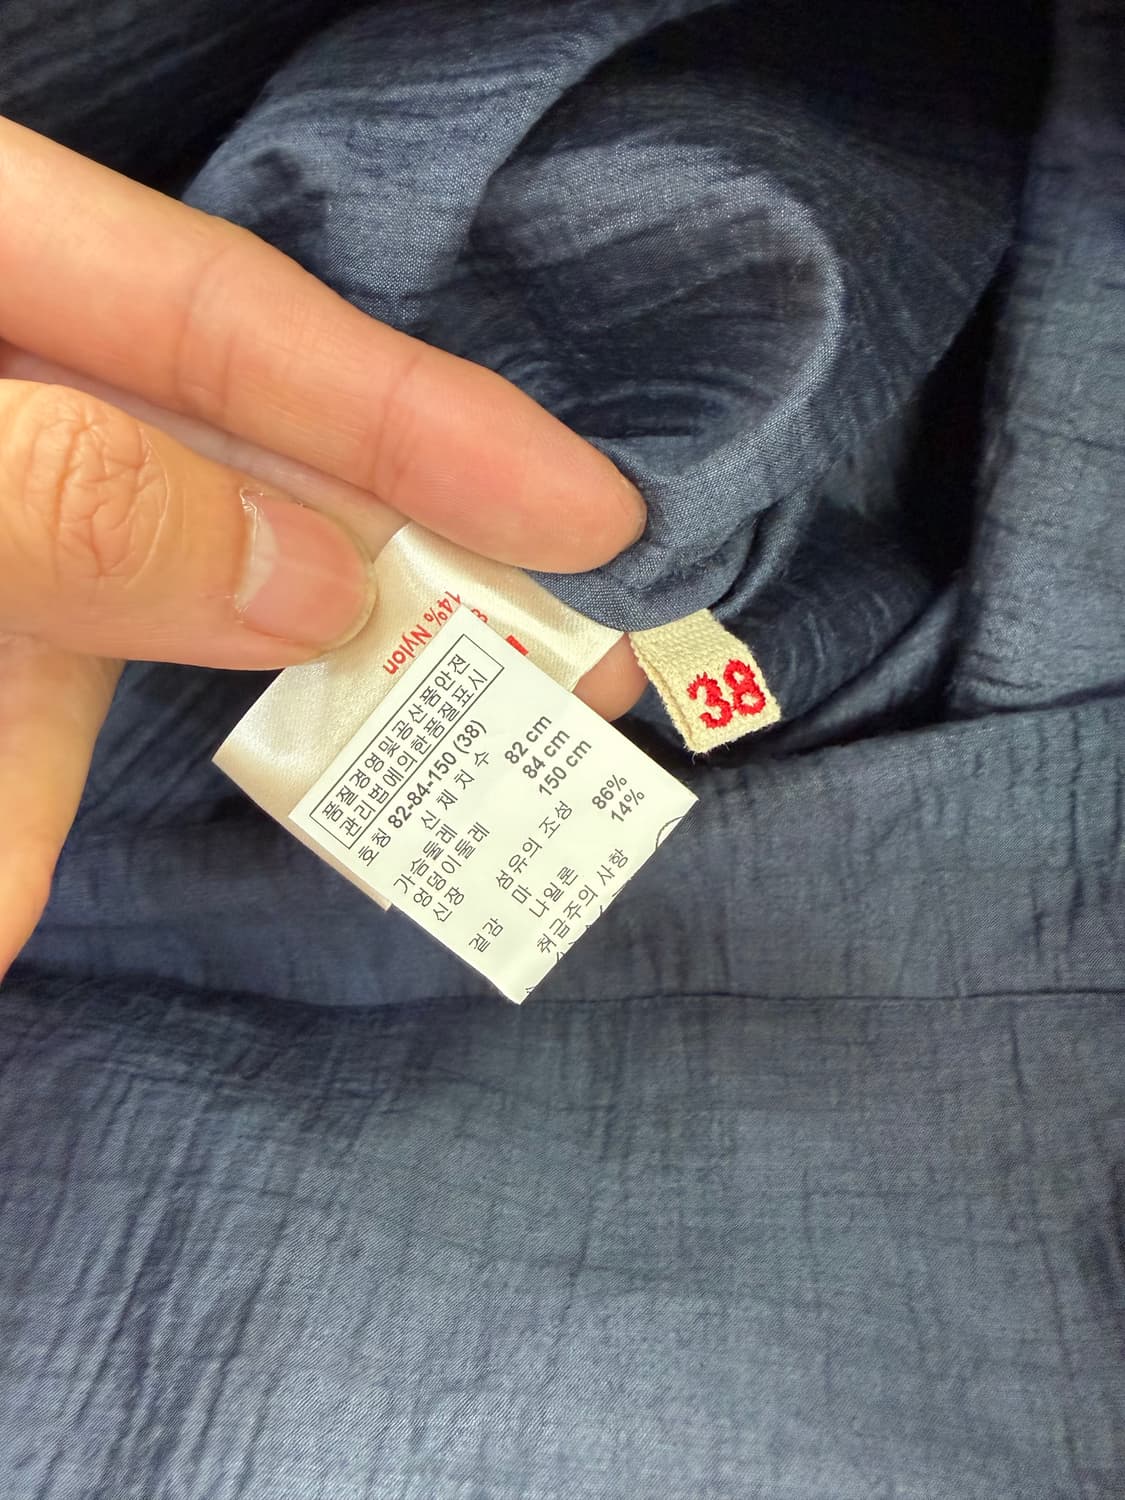 14% Nylon
품질경영및공산품안전
관리법에의한품질표시
호칭 82-84-150 (38)
신 체 치 수
가슴둘레 82 cm
엉덩이둘레 84 cm
신장 150 cm
섬유의 조성
겉감 마 86%
나일론 14%
취급주의 사항
38